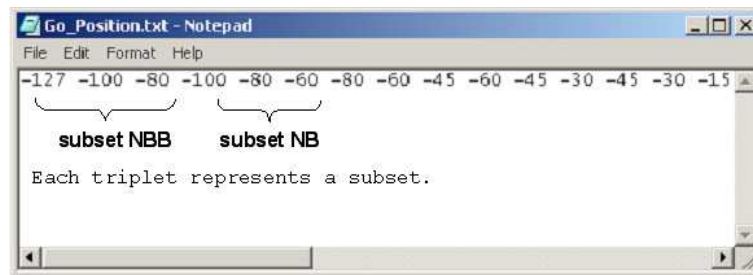 Go_Position.txt - Notepad
File Edit Format Help
-127 -100 -80 -100 -80 -60 -80 -60 -45 -60 -45 -30 -45 -30 -15
subset NBB subset NB
Each triplet represents a subset.